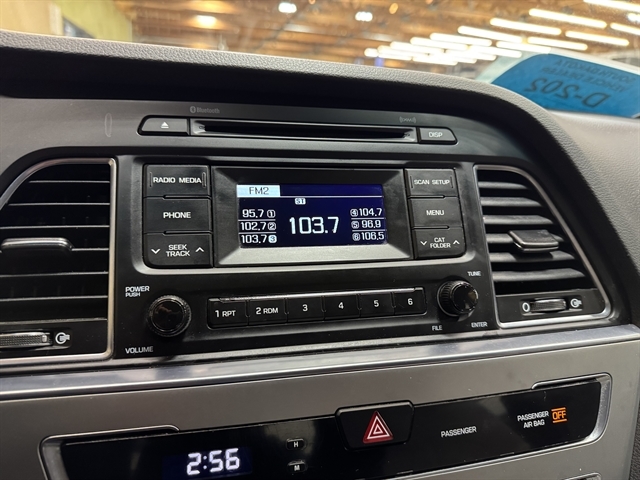 D-S02
Bluetooth
DISP
RADIO MEDIA
PHONE
SEEK
TRACK
FM2
ST
95.7 1
102.7 2
103.7 3
103.7
4 104.7
5 96.9
6 106.5
SCAN SETUP
MENU
CAT
FOLDER
POWER
PUSH
VOLUME
1 RPT
2 RDM
3
4
5
6
TUNE
FILE
ENTER
0
2:56
H
M
PASSENGER
PASSENGER
AIR BAG
OFF